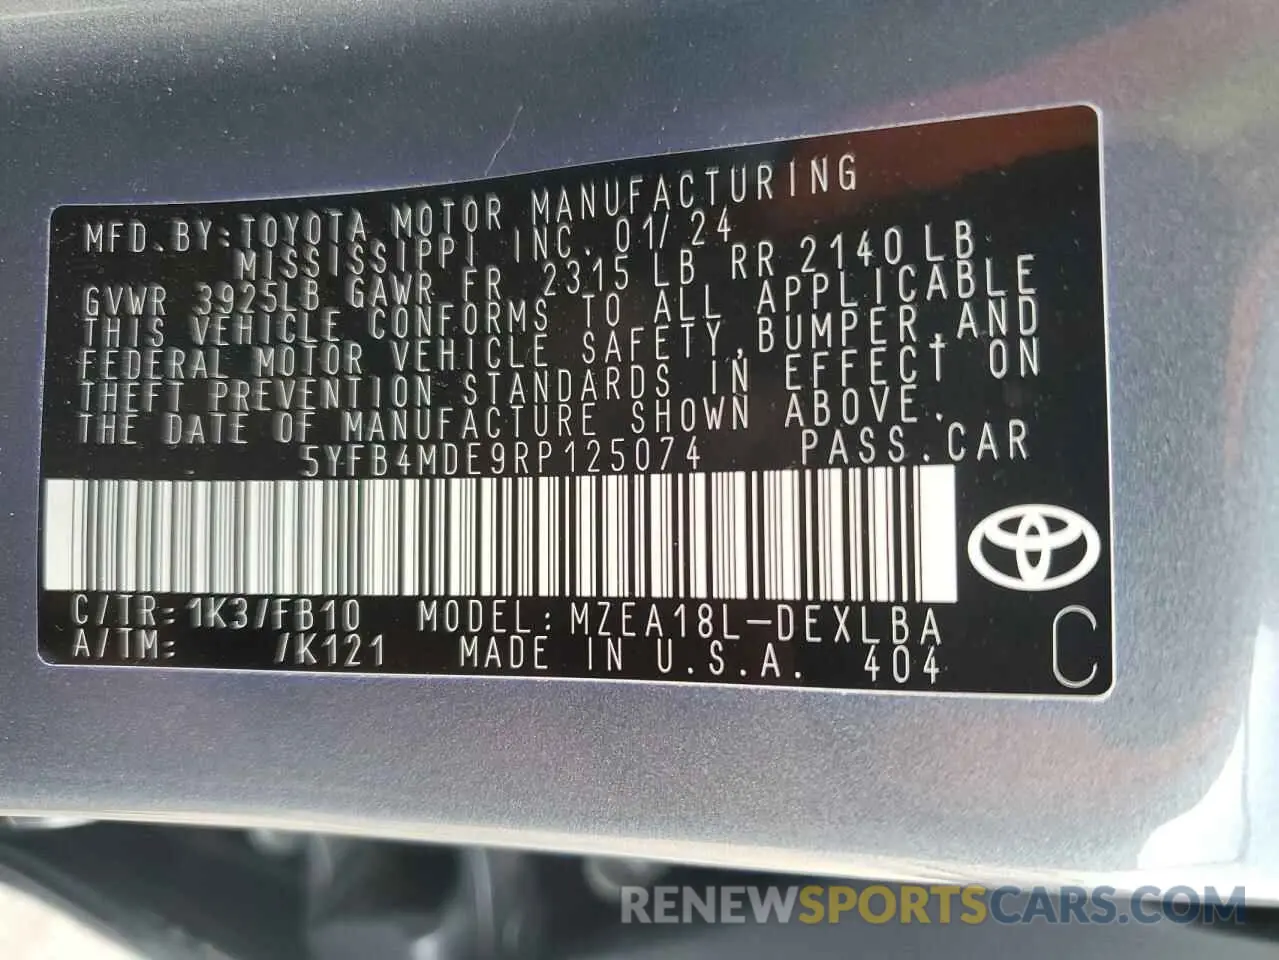 MFD.BY:TOYOTA MOTOR MANUFACTURING
MISSISSIPPI INC. 01/24
GVWR 3925LB GAWR FR 2315 LB RR 2140 LB
THIS VEHICLE CONFORMS TO ALL APPLICABLE
FEDERAL MOTOR VEHICLE SAFETY,BUMPER,AND
THEFT PREVENTION STANDARDS IN EFFECT ON
THE DATE OF MANUFACTURE SHOWN ABOVE.
5YFB4MDE9RP125074 PASS.CAR
C/TR:1K3/FB10 MODEL:MZEA18L-DEXLBA
A/TM: /K121 MADE IN U.S.A. 404
C
RENEWSPORTSCARS.COM